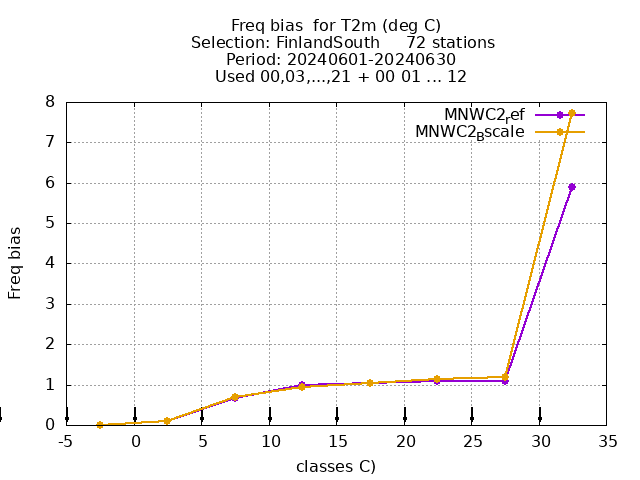 Freq bias  for T2m (deg C)
Selection: FinlandSouth     72 stations
Period: 20240601-20240630
Used 00,03,...,21 + 00 01 ... 12
MNWC2ref
MNWC2Bscale
8
7
6
5
4
3
2
1
0
Freq bias
-5 0 5 10 15 20 25 30 35
classes C)